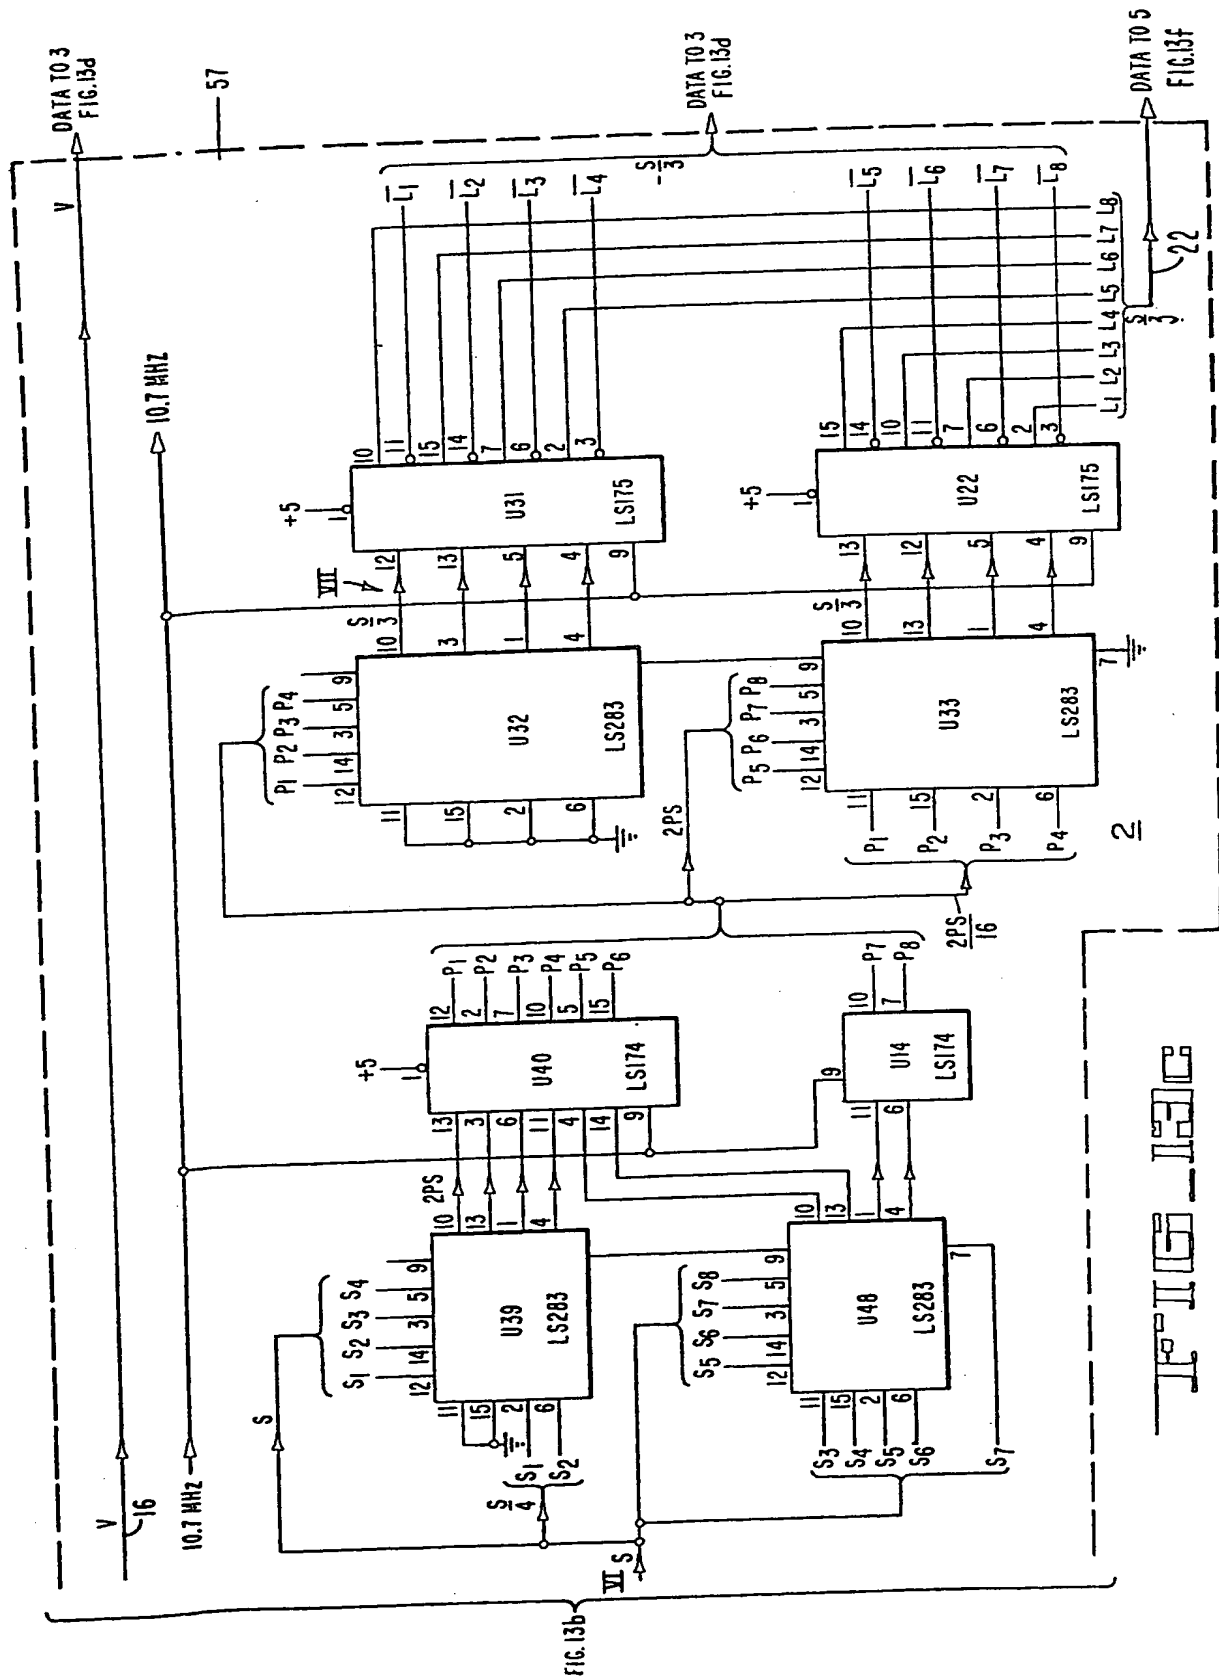 V
DATA TO 3
FIG.13d
57
V
16
10.7 MHZ
10.7 MHZ
FIG.13b
VI S
S
S/4
S1 S2 S3 S4
12 14 3 5 9
11
15
2
6
S1
S2
U39
LS283
10
13
1
4
2PS
S5 S6 S7 S8
12 14 3 5 9
11
15
2
6
7
S3
S4
S5
S6
S7
U48
LS283
10
13
1
4
+5
1
13
3
6
11
4
14
9
U40
LS174
12
2
7
10
5
15
P1
P2
P3
P4
P5
P6
9
11
6
U14
LS174
10
7
P7
P8
2PS
2PS/16
P1 P2 P3 P4
12 14 3 5 9
11
15
2
6
U32
LS283
10
3
1
4
S/3
VII
P5 P6 P7 P8
12 14 3 5 9
11
15
2
6
7
P1
P2
P3
P4
U33
LS283
10
13
1
4
S/3
2
+5
1
12
13
5
4
9
U31
LS175
10
11
15
14
7
6
2
3
L̅1
L̅2
L̅3
L̅4
-S/3
DATA TO 3
FIG.13d
+5
1
13
12
5
4
9
U22
LS175
15
14
10
11
7
6
2
3
L̅5
L̅6
L̅7
L̅8
L1 L2 L3 L4 L5 L6 L7 L8
S/3
22
DATA TO 5
FIG.13f
FIG_13c